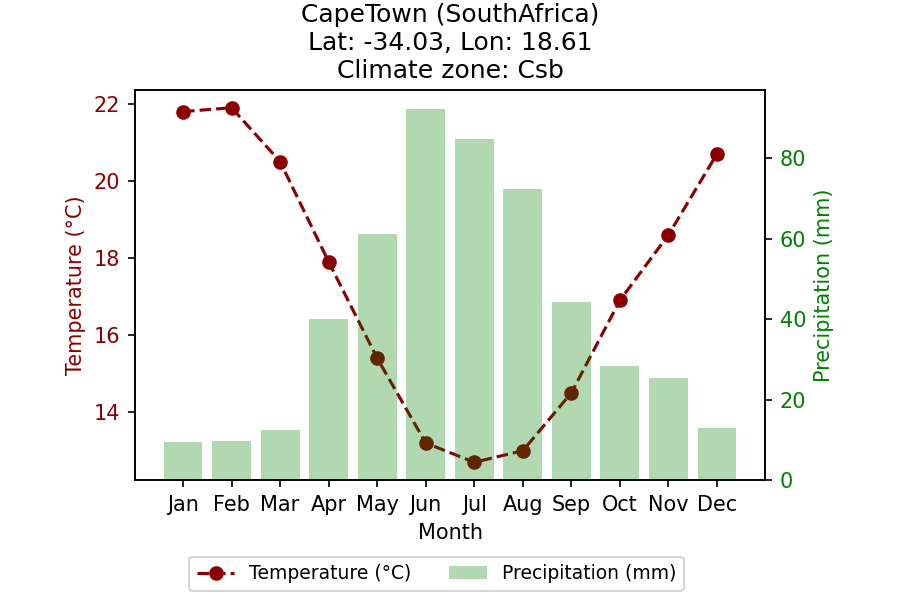 CapeTown (SouthAfrica)
Lat: -34.03, Lon: 18.61
Climate zone: Csb
22
20
18
16
14
Temperature (°C)
80
60
40
20
0
Precipitation (mm)
Jan Feb Mar Apr May Jun Jul Aug Sep Oct Nov Dec
Month
Temperature (°C) Precipitation (mm)